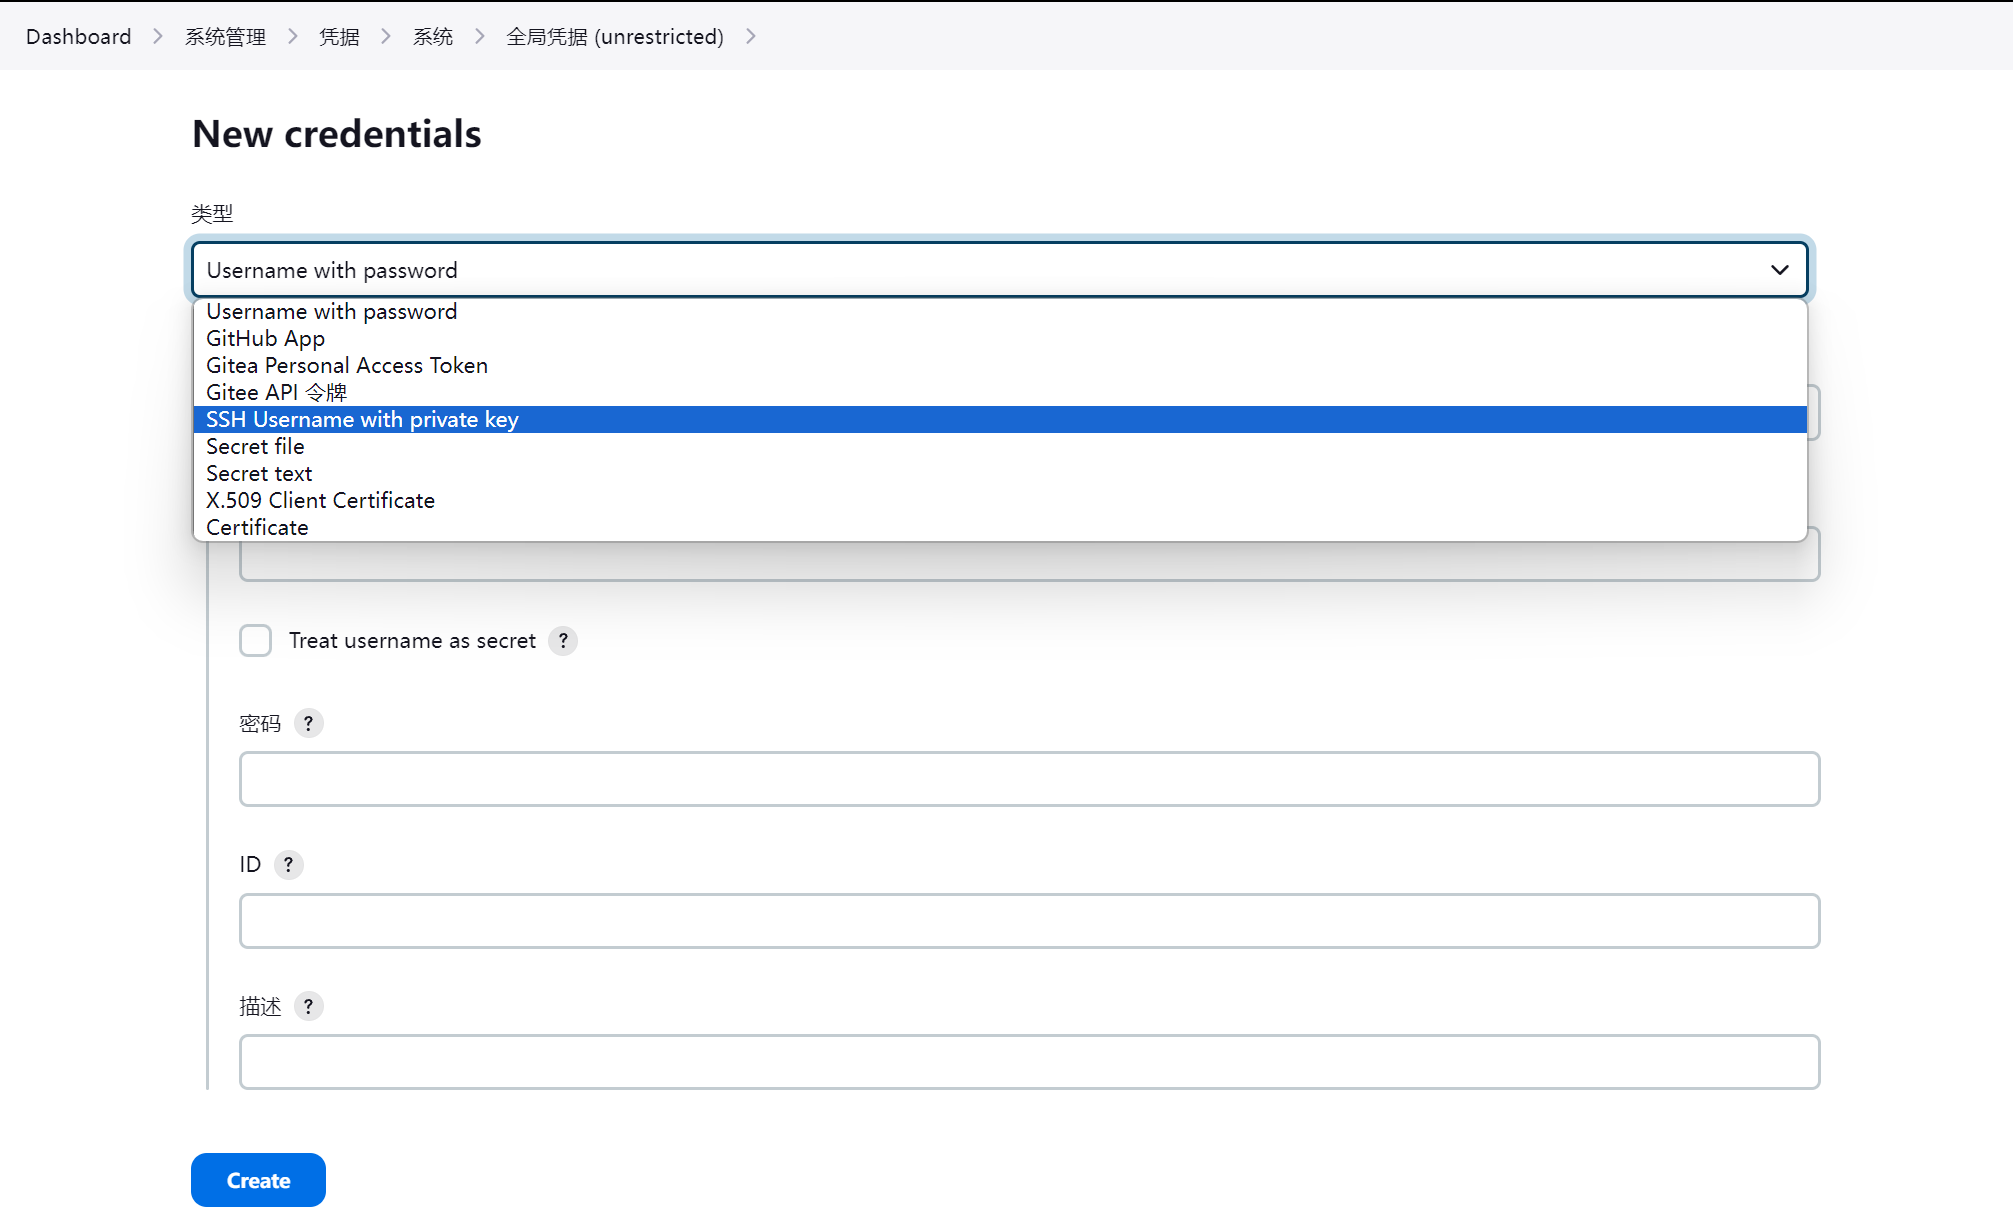 Dashboard 系统管理 凭据 系统 全局凭据 (unrestricted)
New credentials
类型
Username with password
Username with password
GitHub App
Gitea Personal Access Token
Gitee API 令牌
SSH Username with private key
Secret file
Secret text
X.509 Client Certificate
Certificate
Treat username as secret ?
密码 ?
ID ?
描述 ?
Create